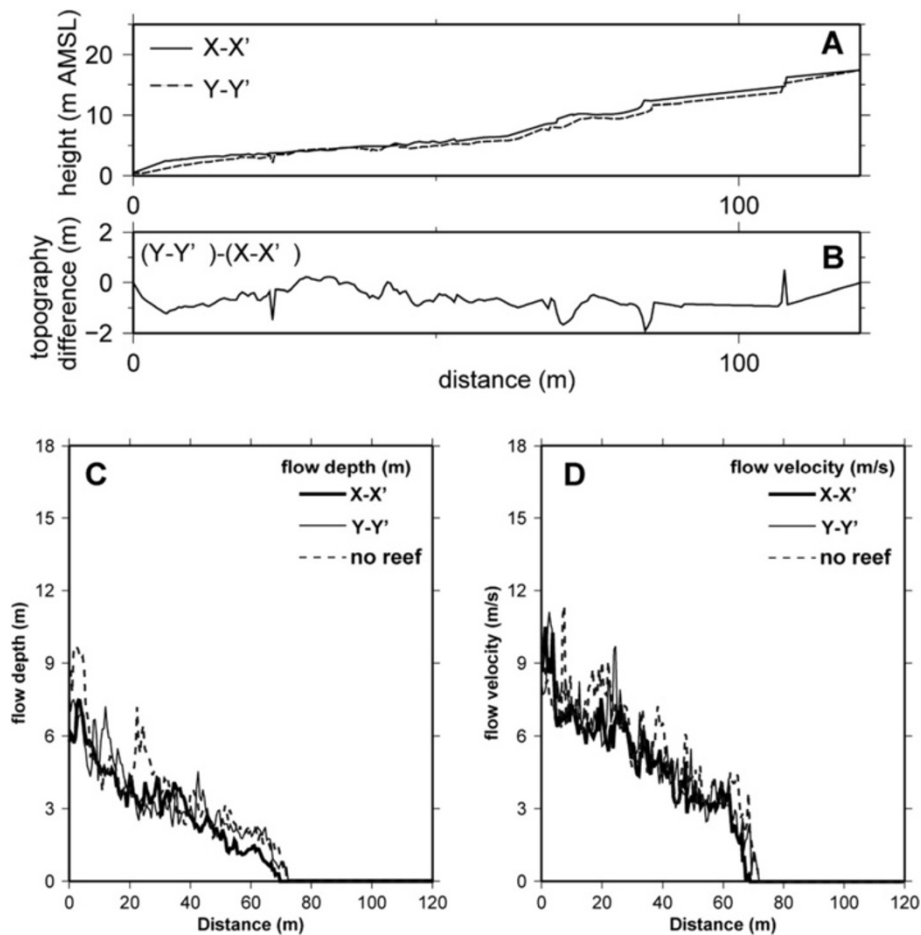 A
X-X'
Y-Y'
height (m AMSL)
20
10
0
0
100
B
(Y-Y' )-(X-X' )
topography
difference (m)
2
0
−2
0
100
distance (m)
C
flow depth (m)
X-X'
Y-Y'
no reef
flow depth (m)
18
15
12
9
6
3
0
0 20 40 60 80 100 120
Distance (m)
D
flow velocity (m/s)
X-X'
Y-Y'
no reef
flow velocity (m/s)
18
15
12
9
6
3
0
0 20 40 60 80 100 120
Distance (m)